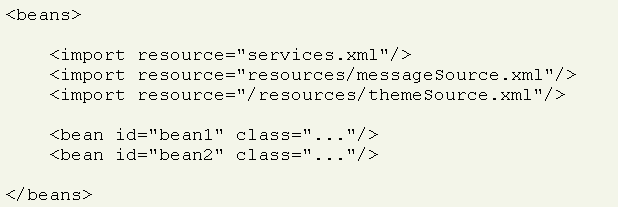 <beans>
<import resource="services.xml"/>
<import resource="resources/messageSource.xml"/>
<import resource="/resources/themeSource.xml"/>
<bean id="bean1" class="..."/>
<bean id="bean2" class="..."/>
</beans>